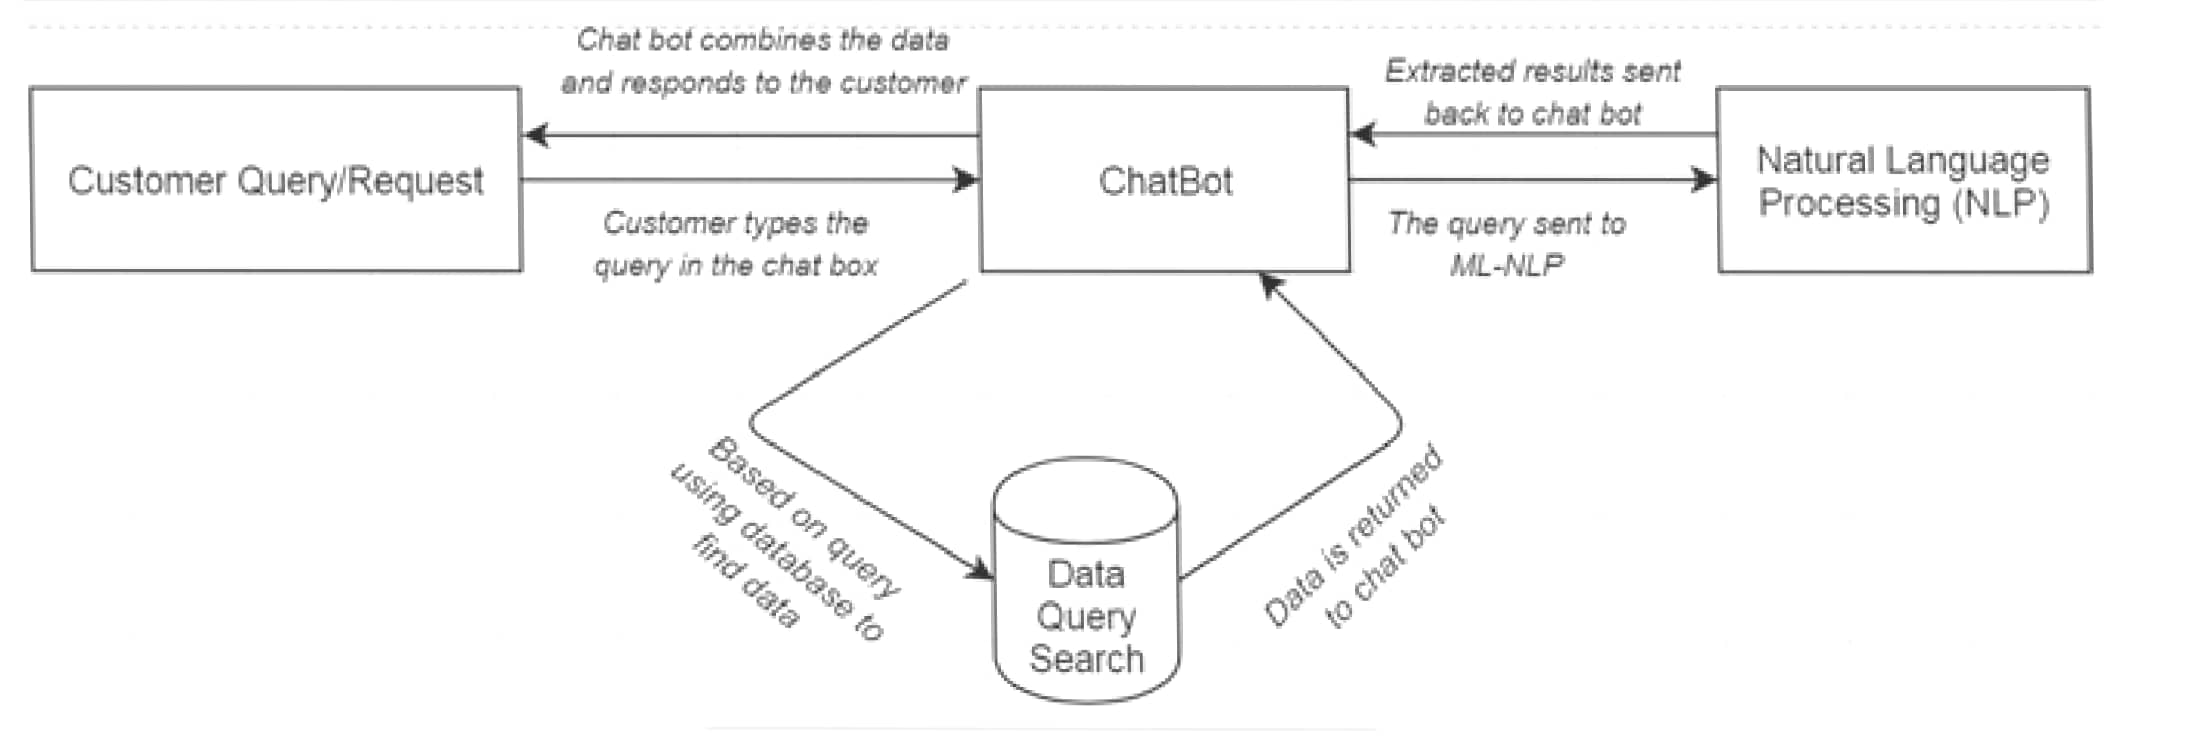 Chat bot combines the data
and responds to the customer
Extracted results sent
back to chat bot
Customer Query/Request
ChatBot
Natural Language
Processing (NLP)
Customer types the
query in the chat box
The query sent to
ML-NLP
Based on query
using database to
find data
Data
Query
Search
Data is returned
to chat bot